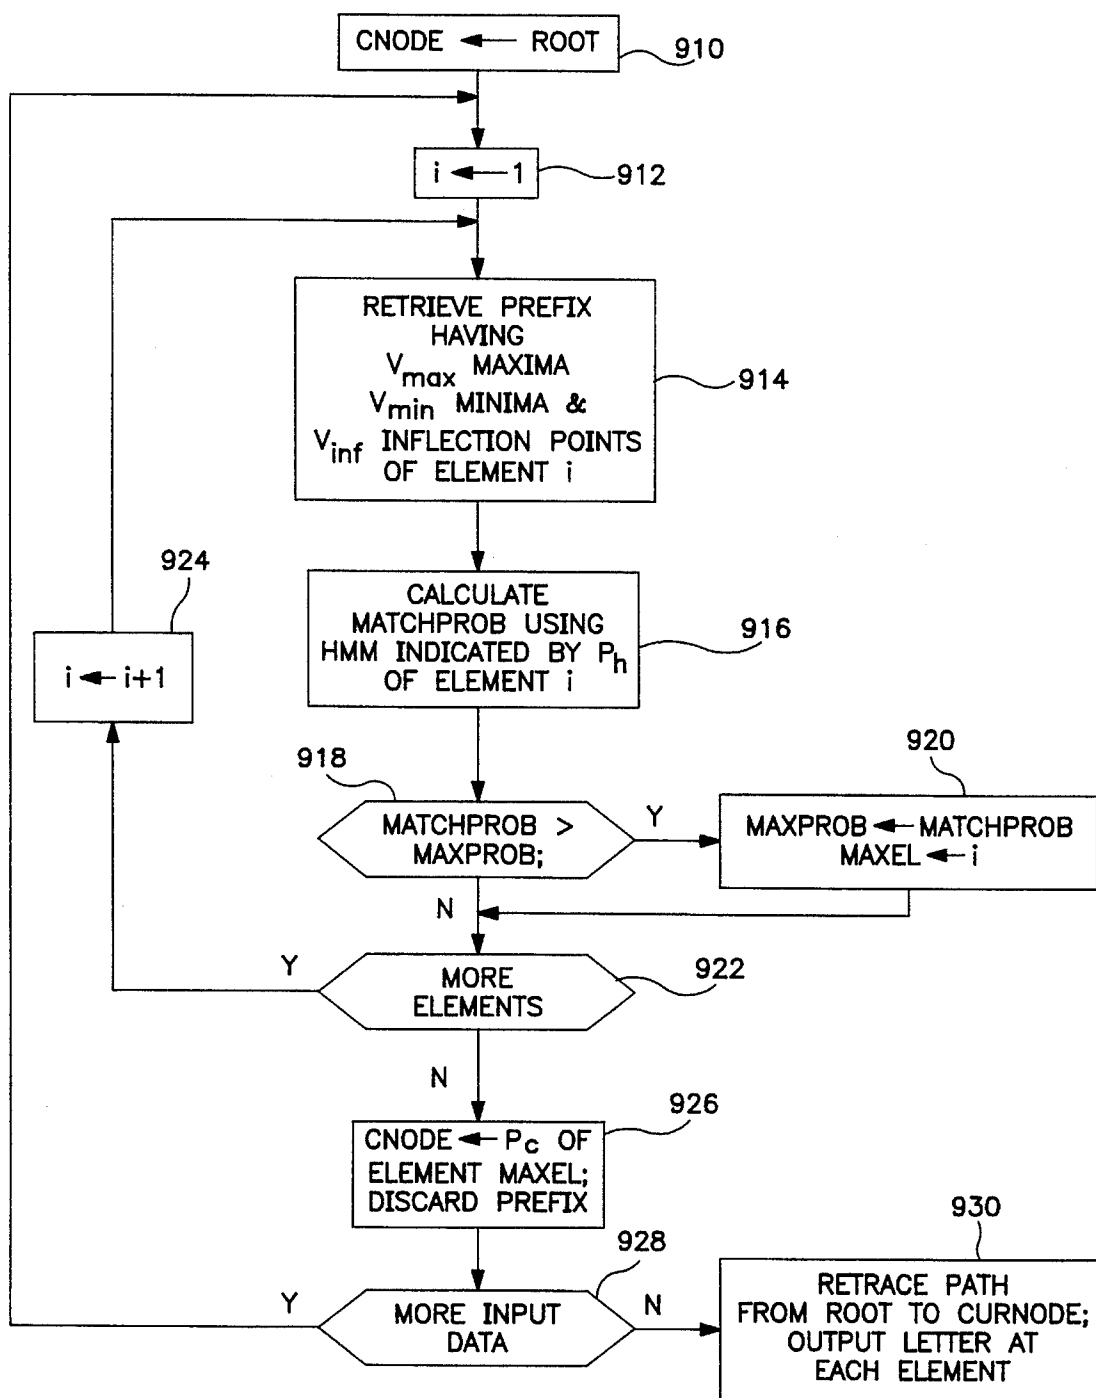 CNODE ← ROOT
910
i ← 1
912
RETRIEVE PREFIX
HAVING
Vmax MAXIMA
Vmin MINIMA &
Vinf INFLECTION POINTS
OF ELEMENT i
914
924
i ← i+1
CALCULATE
MATCHPROB USING
HMM INDICATED BY Ph
OF ELEMENT i
916
918
MATCHPROB >
MAXPROB;
Y
920
MAXPROB ← MATCHPROB
MAXEL ← i
N
Y
MORE
ELEMENTS
922
N
926
CNODE ← Pc OF
ELEMENT MAXEL;
DISCARD PREFIX
928
Y
MORE INPUT
DATA
N
930
RETRACE PATH
FROM ROOT TO CURNODE;
OUTPUT LETTER AT
EACH ELEMENT